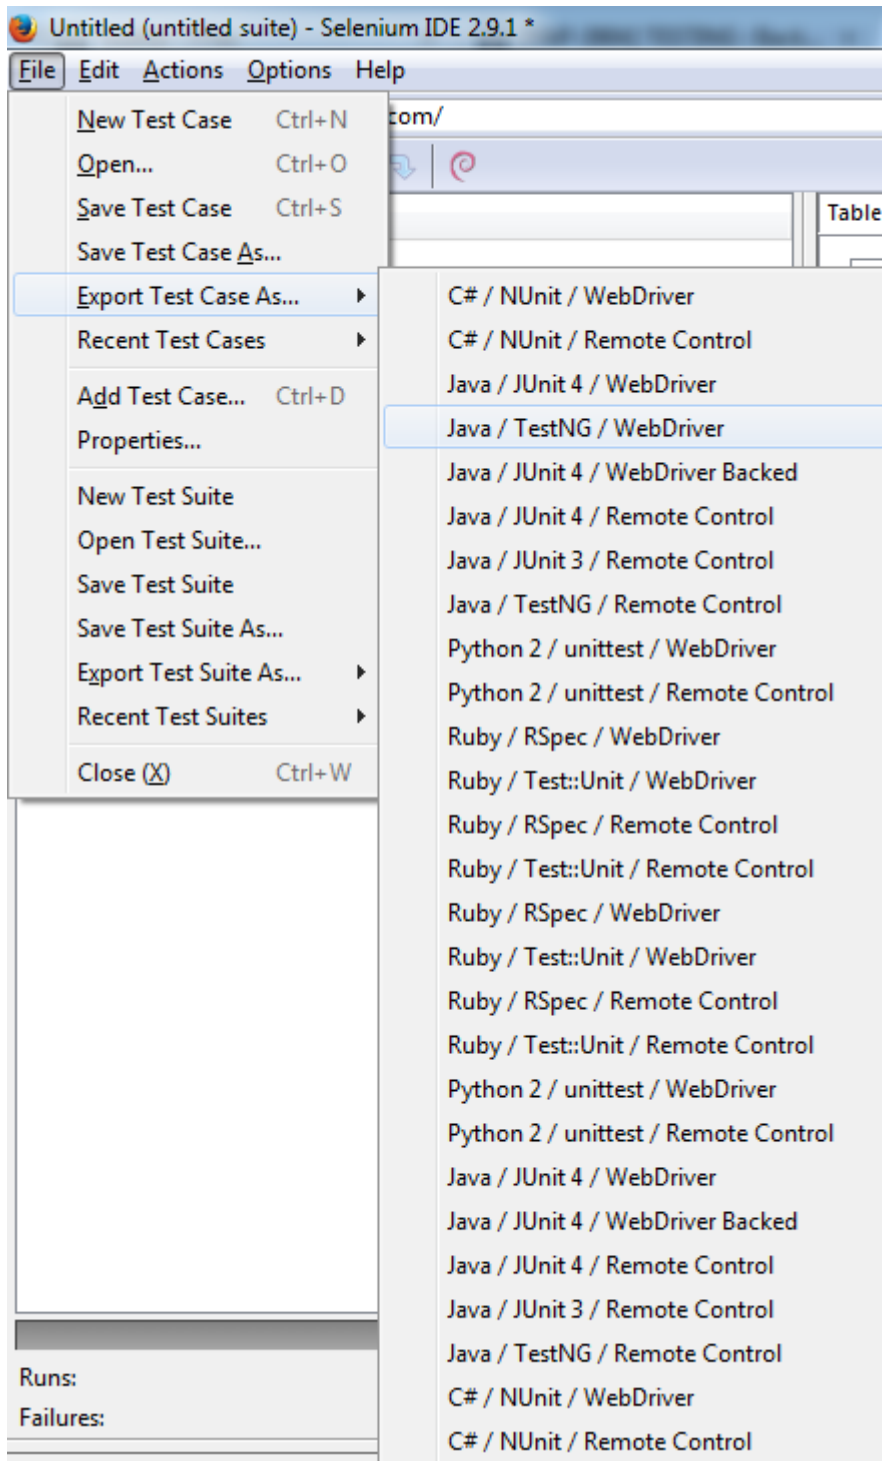 Untitled (untitled suite) - Selenium IDE 2.9.1 *
File Edit Actions Options Help
com/
Table
New Test Case Ctrl+N
Open... Ctrl+O
Save Test Case Ctrl+S
Save Test Case As...
Export Test Case As...
Recent Test Cases
Add Test Case... Ctrl+D
Properties...
New Test Suite
Open Test Suite...
Save Test Suite
Save Test Suite As...
Export Test Suite As...
Recent Test Suites
Close (X) Ctrl+W
C# / NUnit / WebDriver
C# / NUnit / Remote Control
Java / JUnit 4 / WebDriver
Java / TestNG / WebDriver
Java / JUnit 4 / WebDriver Backed
Java / JUnit 4 / Remote Control
Java / JUnit 3 / Remote Control
Java / TestNG / Remote Control
Python 2 / unittest / WebDriver
Python 2 / unittest / Remote Control
Ruby / RSpec / WebDriver
Ruby / Test::Unit / WebDriver
Ruby / RSpec / Remote Control
Ruby / Test::Unit / Remote Control
Ruby / RSpec / WebDriver
Ruby / Test::Unit / WebDriver
Ruby / RSpec / Remote Control
Ruby / Test::Unit / Remote Control
Python 2 / unittest / WebDriver
Python 2 / unittest / Remote Control
Java / JUnit 4 / WebDriver
Java / JUnit 4 / WebDriver Backed
Java / JUnit 4 / Remote Control
Java / JUnit 3 / Remote Control
Java / TestNG / Remote Control
C# / NUnit / WebDriver
C# / NUnit / Remote Control
Runs:
Failures: